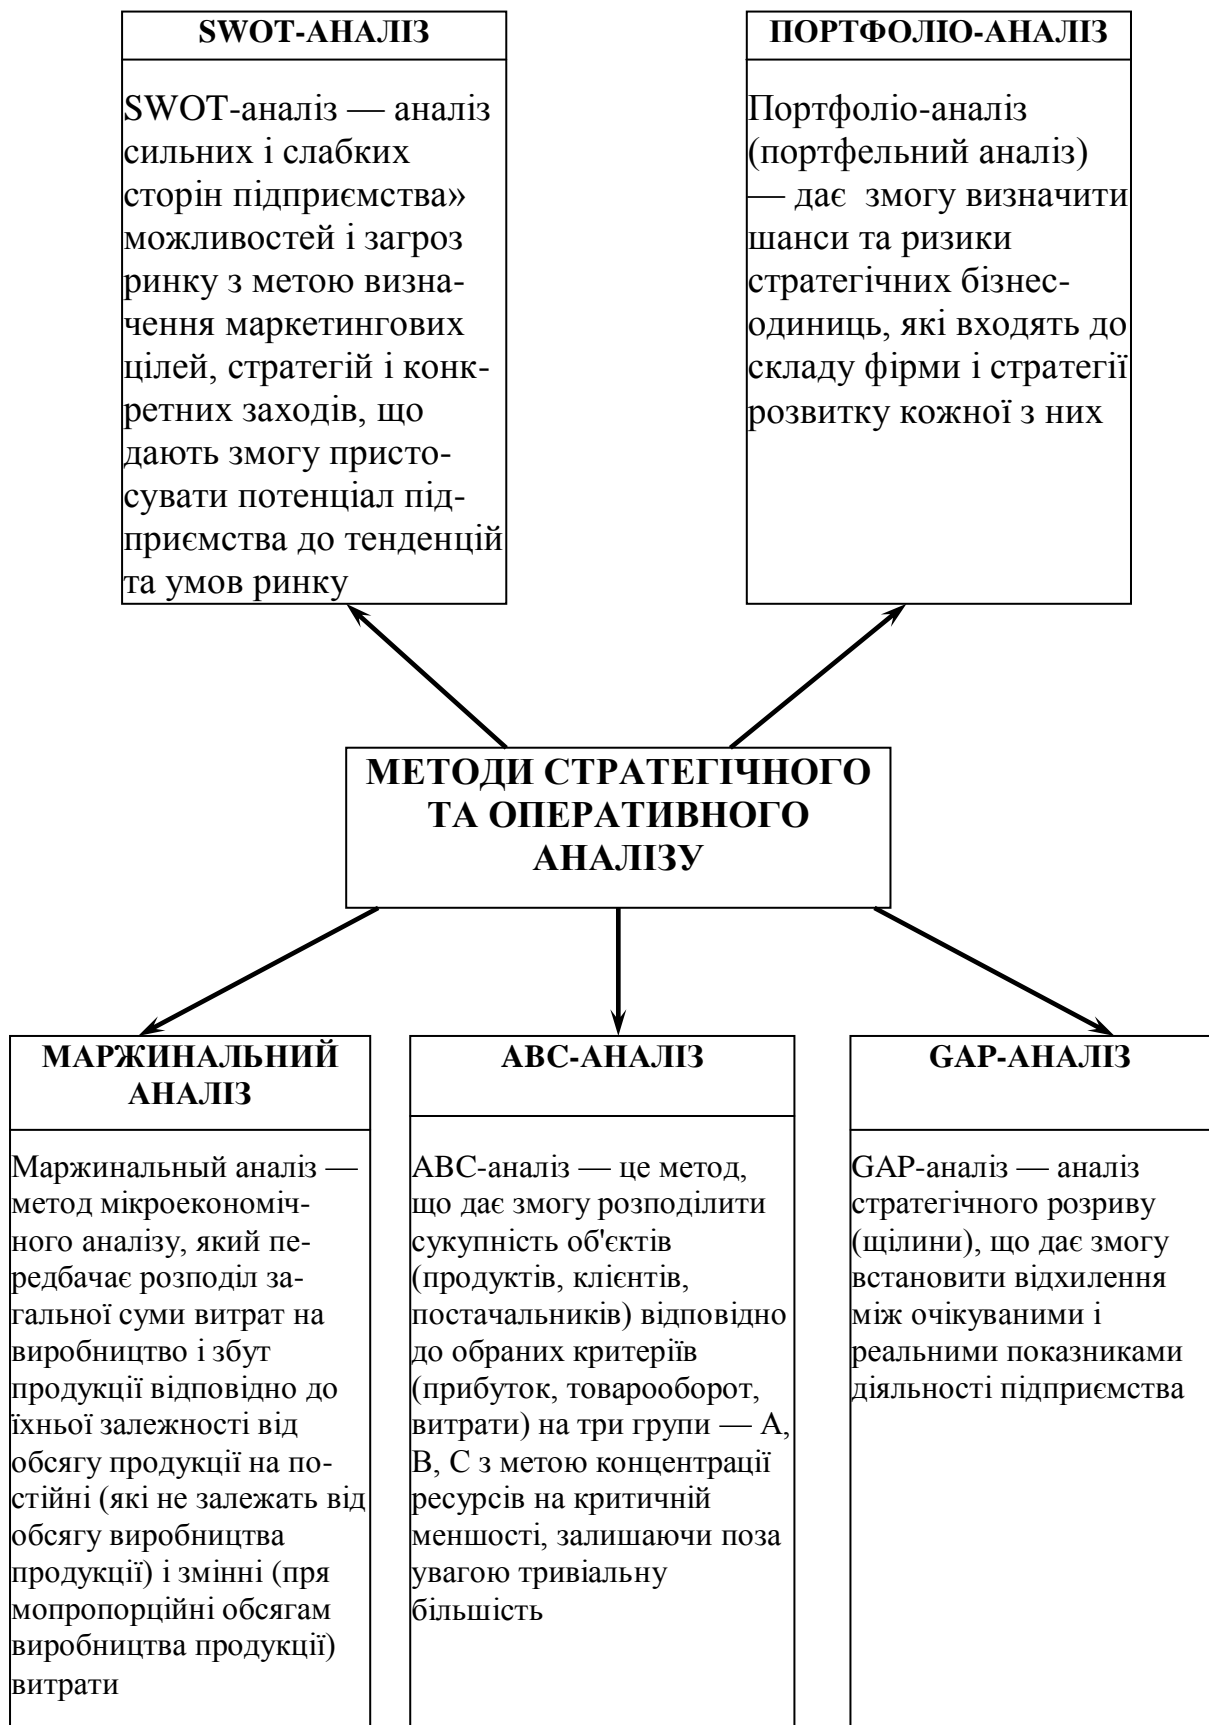 SWOT-АНАЛІЗ
SWOT-аналіз — аналіз
сильних і слабких
сторін підприємства»
можливостей і загроз
ринку з метою визна-
чення маркетингових
цілей, стратегій і конк-
ретних заходів, що
дають змогу присто-
сувати потенціал під-
приємства до тенденцій
та умов ринку
ПОРТФОЛІО-АНАЛІЗ
Портфоліо-аналіз
(портфельний аналіз)
— дає змогу визначити
шанси та ризики
стратегічних бізнес-
одиниць, які входять до
складу фірми і стратегії
розвитку кожної з них
МЕТОДИ СТРАТЕГІЧНОГО
ТА ОПЕРАТИВНОГО
АНАЛІЗУ
МАРЖИНАЛЬНИЙ
АНАЛІЗ
Маржинальный аналіз —
метод мікроекономіч-
ного аналізу, який пе-
редбачає розподіл за-
гальної суми витрат на
виробництво і збут
продукції відповідно до
їхньої залежності від
обсягу продукції на по-
стійні (які не залежать від
обсягу виробництва
продукції) і змінні (пря
мопропорційні обсягам
виробництва продукції)
витрати
АВС-АНАЛІЗ
АВС-аналіз — це метод,
що дає змогу розподілити
сукупність об'єктів
(продуктів, клієнтів,
постачальників) відповідно
до обраних критеріїв
(прибуток, товарооборот,
витрати) на три групи — А,
В, С з метою концентрації
ресурсів на критичній
меншості, залишаючи поза
увагою тривіальну
більшість
GAP-АНАЛІЗ
GAP-аналіз — аналіз
стратегічного розриву
(щілини), що дає змогу
встановити відхилення
між очікуваними і
реальними показниками
діяльності підприємства